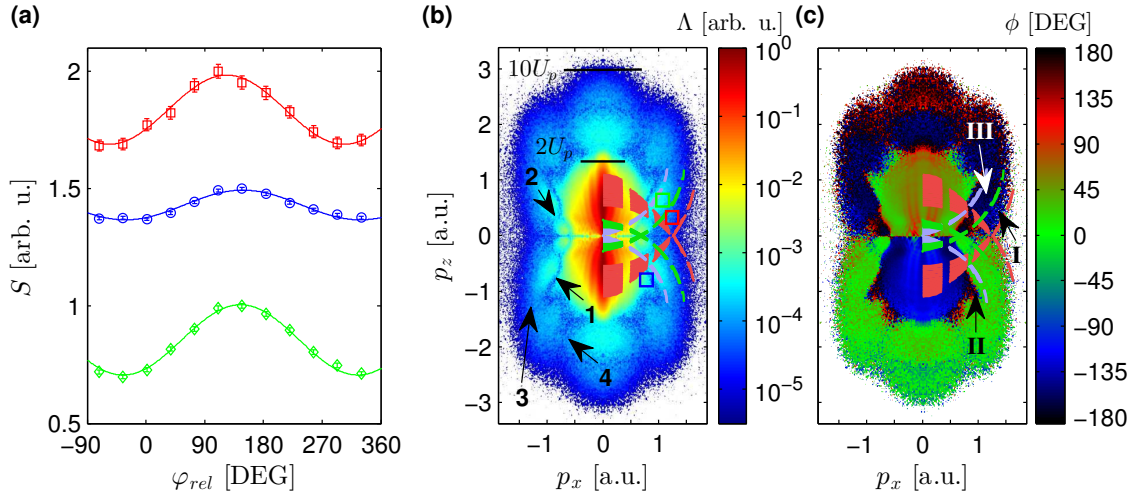 (a)
2
1.5
1
0.5
S [arb. u.]
−90 0 90 180 270 360
φrel [DEG]
(b)
Λ [arb. u.]
3
2
1
0
−1
−2
−3
pz [a.u.]
−1 0 1
px [a.u.]
10Up
2Up
2
1
3
4
10^0
10^−1
10^−2
10^−3
10^−4
10^−5
(c)
ϕ [DEG]
III
I
II
−1 0 1
px [a.u.]
180
135
90
45
0
−45
−90
−135
−180